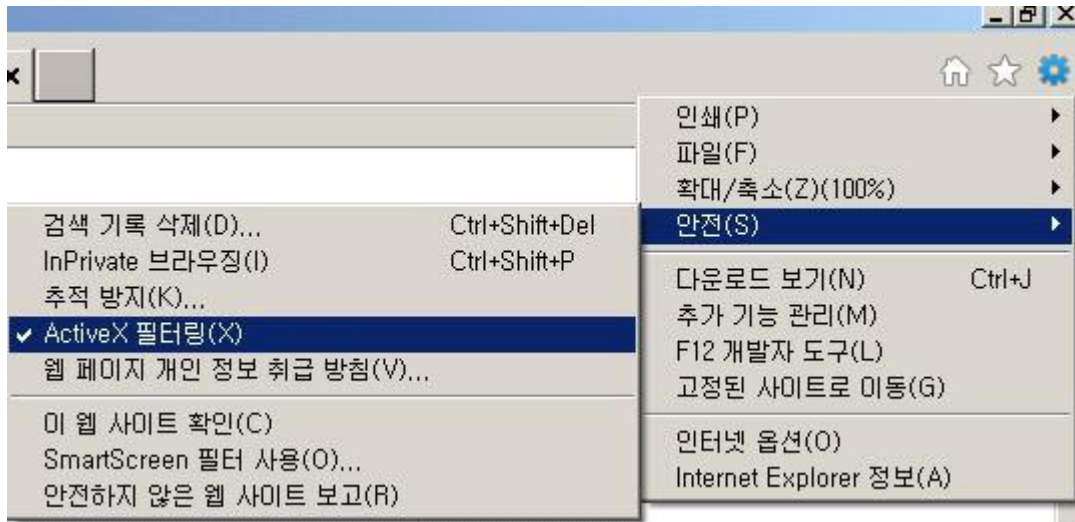 인쇄(P)
파일(F)
확대/축소(Z)(100%)
안전(S)
다운로드 보기(N) Ctrl+J
추가 기능 관리(M)
F12 개발자 도구(L)
고정된 사이트로 이동(G)
인터넷 옵션(O)
Internet Explorer 정보(A)
검색 기록 삭제(D)... Ctrl+Shift+Del
InPrivate 브라우징(I) Ctrl+Shift+P
추적 방지(K)...
ActiveX 필터링(X)
웹 페이지 개인 정보 취급 방침(V)...
이 웹 사이트 확인(C)
SmartScreen 필터 사용(O)...
안전하지 않은 웹 사이트 보고(R)